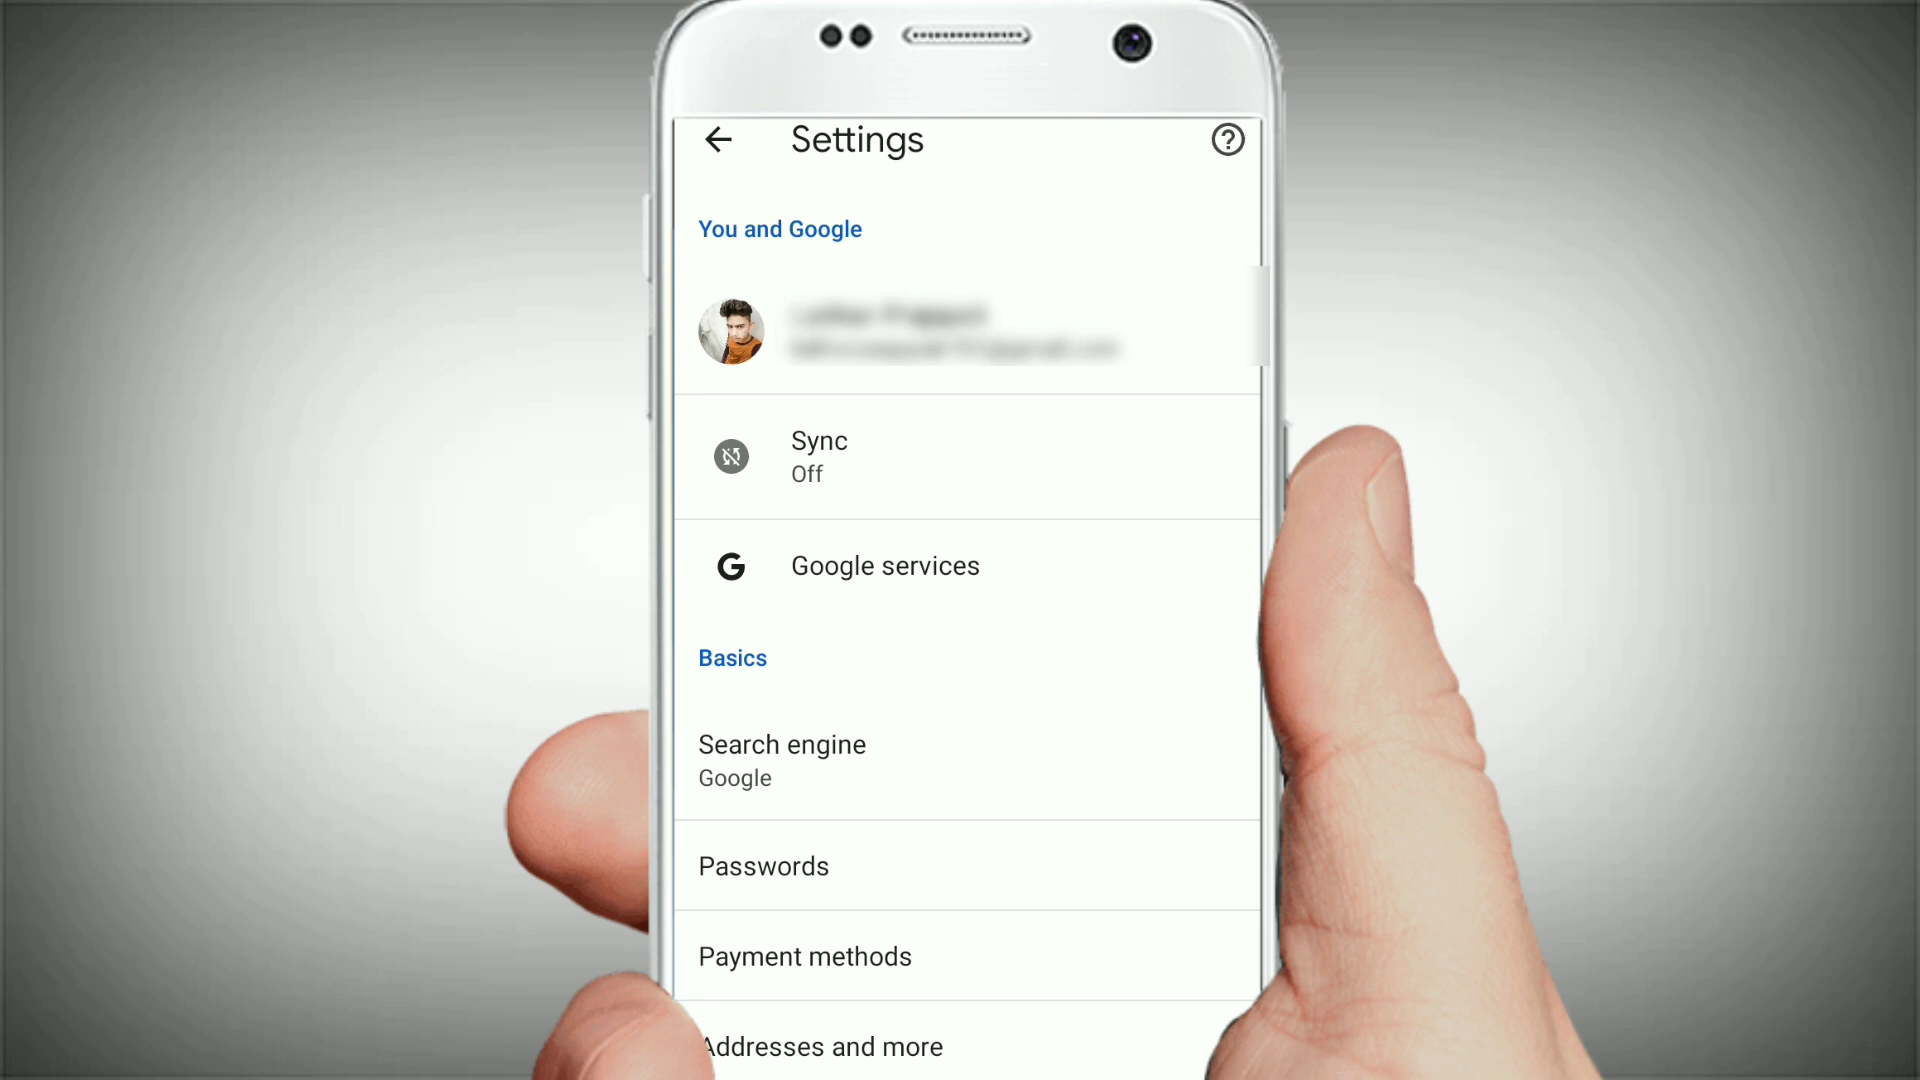 Settings
You and Google
Sync
Off
Google services
Basics
Search engine
Google
Passwords
Payment methods
Addresses and more